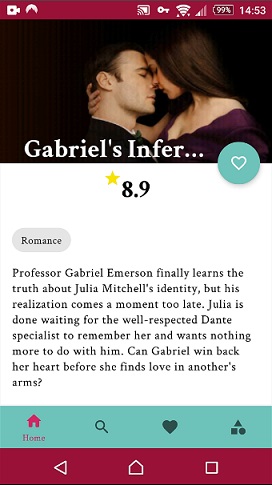 99% 14:53
Gabriel's Infer...
8.9
Romance
Professor Gabriel Emerson finally learns the
truth about Julia Mitchell's identity, but his
realization comes a moment too late. Julia is
done waiting for the well-respected Dante
specialist to remember her and wants nothing
more to do with him. Can Gabriel win back
her heart before she finds love in another's
arms?
Home